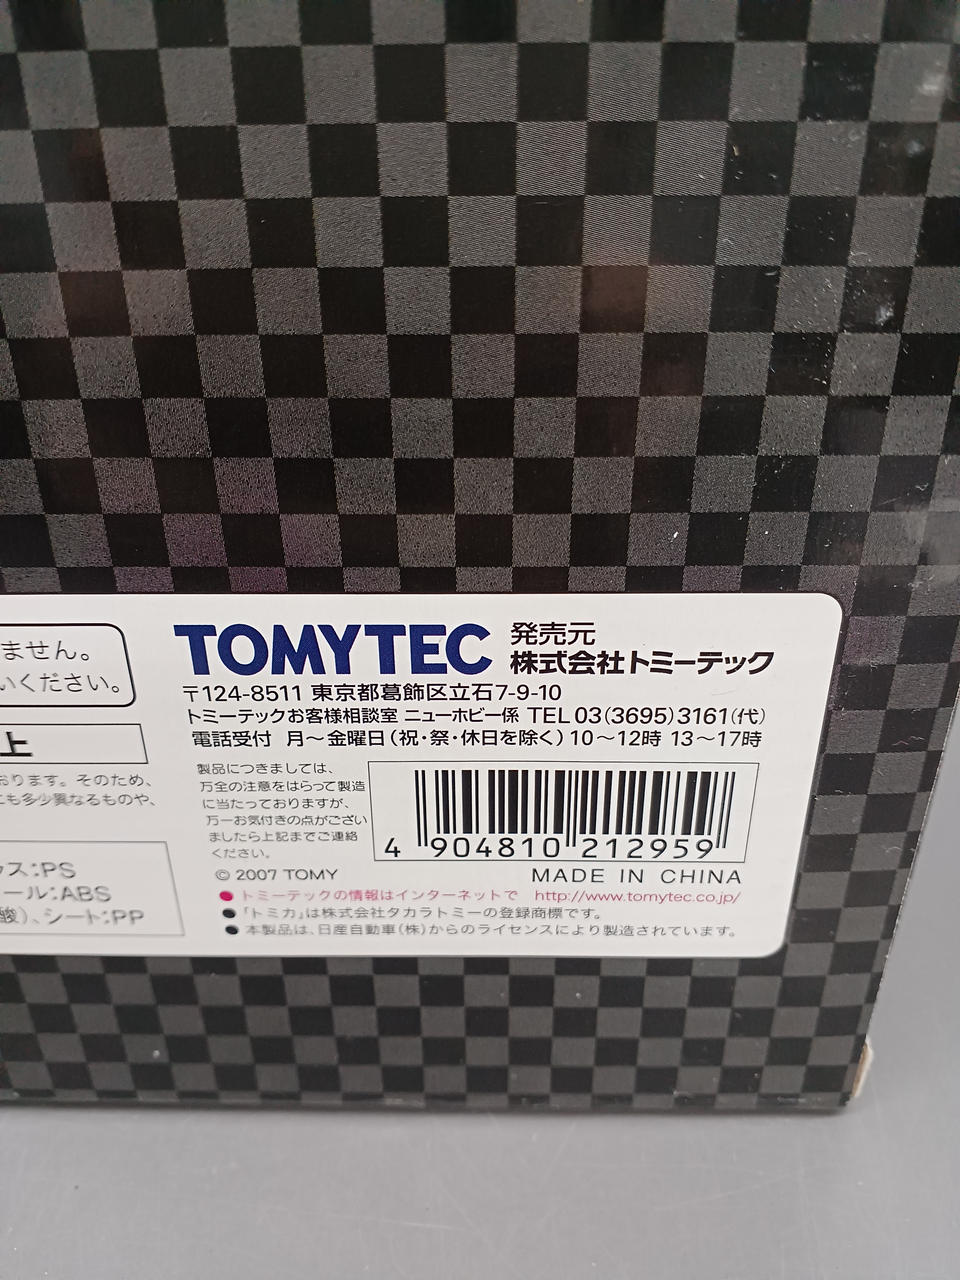 ません。
いください。
上
おります。そのため、
にも多少異なるものや、
ス:PS
ール:ABS
酸)、シート:PP
TOMYTEC 発売元
株式会社トミーテック
〒124-8511 東京都葛飾区立石7-9-10
トミーテックお客様相談室 ニューホビー係 TEL 03(3695)3161(代)
電話受付 月～金曜日(祝・祭・休日を除く) 10～12時 13～17時
製品につきましては、
万全の注意をはらって製造
に当たっておりますが、
万一お気付きの点がござい
ましたら上記までご連絡
ください。
4 904810 212959
© 2007 TOMY
MADE IN CHINA
●トミーテックの情報はインターネットで http://www.tomytec.co.jp/
●「トミカ」は株式会社タカラトミーの登録商標です。
●本製品は、日産自動車(株)からのライセンスにより製造されています。